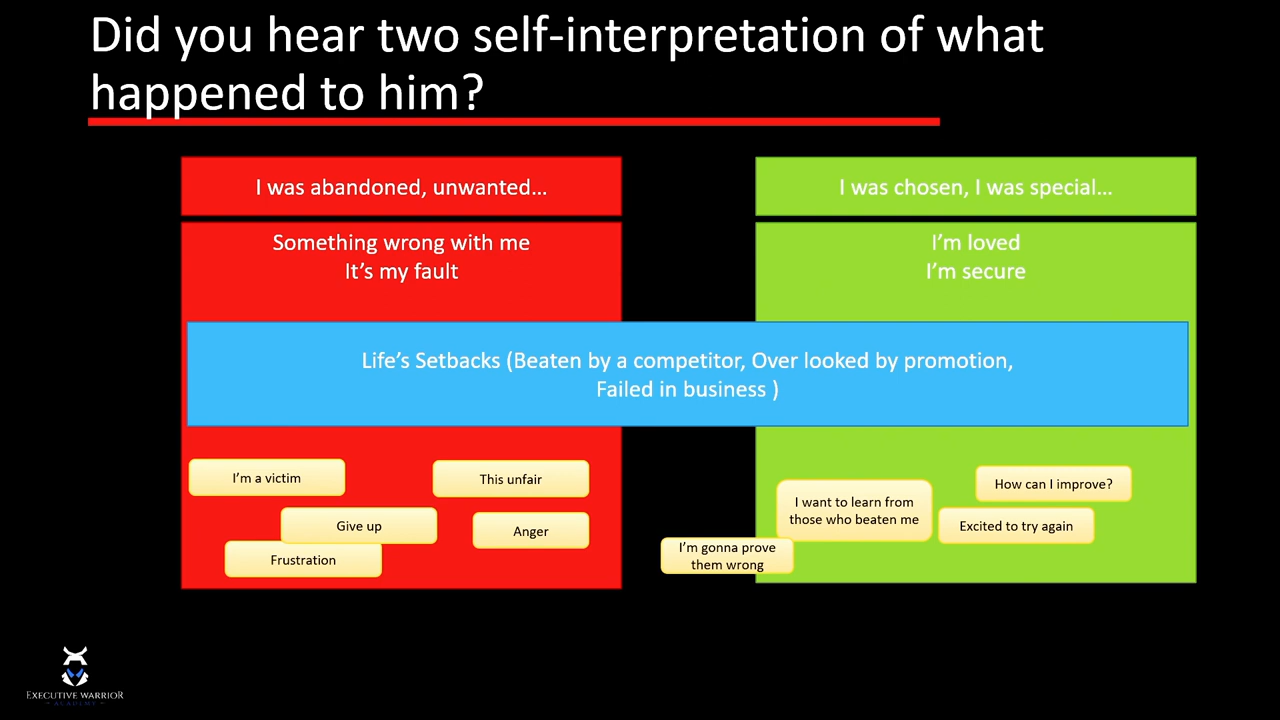 Did you hear two self-interpretation of what
happened to him?
I was abandoned, unwanted…
Something wrong with me
It's my fault
I was chosen, I was special…
I'm loved
I'm secure
Life's Setbacks (Beaten by a competitor, Over looked by promotion,
Failed in business )
I'm a victim
This unfair
Give up
Anger
Frustration
I'm gonna prove
them wrong
I want to learn from
those who beaten me
How can I improve?
Excited to try again
EXECUTIVE WARRIOR
ACADEMY